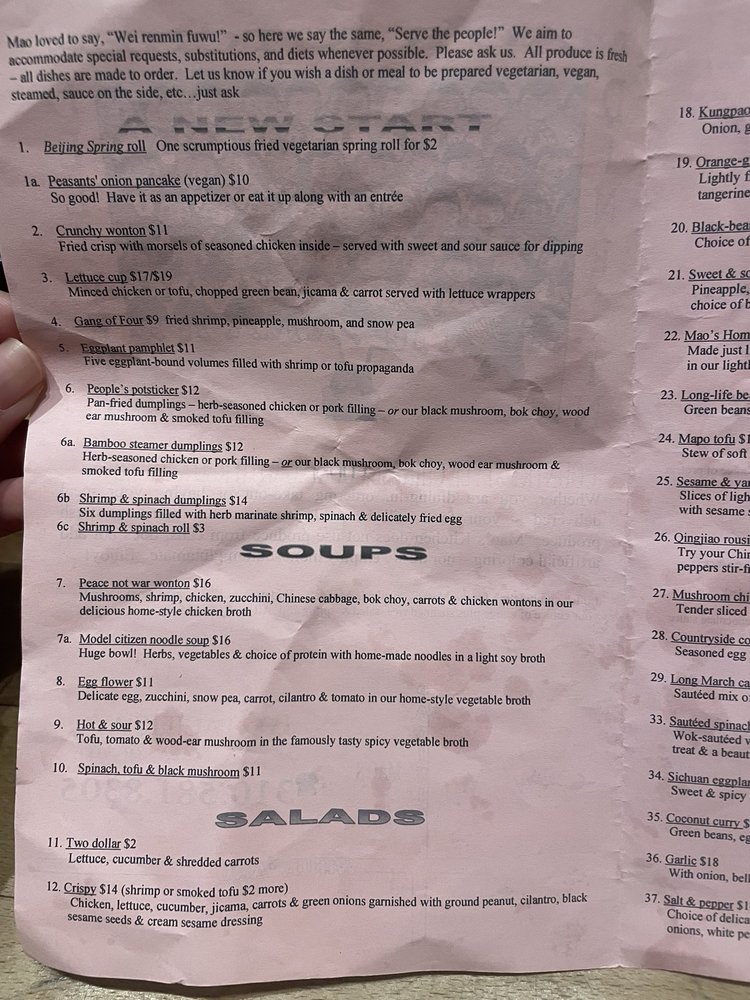 Mao loved to say, “Wei renmin fuwu!” - so here we say the same, “Serve the people!” We aim to
accommodate special requests, substitutions, and diets whenever possible. Please ask us. All produce is fresh
– all dishes are made to order. Let us know if you wish a dish or meal to be prepared vegetarian, vegan,
steamed, sauce on the side, etc…just ask
A NEW START
1. Beijing Spring roll One scrumptious fried vegetarian spring roll for $2
1a. Peasants' onion pancake (vegan) $10
So good! Have it as an appetizer or eat it up along with an entrée
2. Crunchy wonton $11
Fried crisp with morsels of seasoned chicken inside – served with sweet and sour sauce for dipping
3. Lettuce cup $17/$19
Minced chicken or tofu, chopped green bean, jicama & carrot served with lettuce wrappers
4. Gang of Four $9 fried shrimp, pineapple, mushroom, and snow pea
5. Eggplant pamphlet $11
Five eggplant-bound volumes filled with shrimp or tofu propaganda
6. People's potsticker $12
Pan-fried dumplings – herb-seasoned chicken or pork filling – or our black mushroom, bok choy, wood
ear mushroom & smoked tofu filling
6a. Bamboo steamer dumplings $12
Herb-seasoned chicken or pork filling – or our black mushroom, bok choy, wood ear mushroom &
smoked tofu filling
6b Shrimp & spinach dumplings $14
Six dumplings filled with herb marinate shrimp, spinach & delicately fried egg
6c Shrimp & spinach roll $3
SOUPS
7. Peace not war wonton $16
Mushrooms, shrimp, chicken, zucchini, Chinese cabbage, bok choy, carrots & chicken wontons in our
delicious home-style chicken broth
7a. Model citizen noodle soup $16
Huge bowl! Herbs, vegetables & choice of protein with home-made noodles in a light soy broth
8. Egg flower $11
Delicate egg, zucchini, snow pea, carrot, cilantro & tomato in our home-style vegetable broth
9. Hot & sour $12
Tofu, tomato & wood-ear mushroom in the famously tasty spicy vegetable broth
10. Spinach, tofu & black mushroom $11
SALADS
11. Two dollar $2
Lettuce, cucumber & shredded carrots
12. Crispy $14 (shrimp or smoked tofu $2 more)
Chicken, lettuce, cucumber, jicama, carrots & green onions garnished with ground peanut, cilantro, black
sesame seeds & cream sesame dressing
18. Kungpao
Onion,
19. Orange-g
Lightly f
tangerine
20. Black-bea
Choice of
21. Sweet & so
Pineapple,
choice of b
22. Mao's Hom
Made just l
in our lightl
23. Long-life be
Green beans
24. Mapo tofu $1
Stew of soft
25. Sesame & ya
Slices of ligh
with sesame s
26. Qingjiao rousi
Try your Chi
peppers stir-fi
27. Mushroom chi
Tender sliced
28. Countryside co
Seasoned egg
29. Long March ca
Sautéed mix o
33. Sautéed spinac
Wok-sautéed
treat & a beaut
34. Sichuan eggplan
Sweet & spicy
35. Coconut curry $
Green beans, eg
36. Garlic $18
With onion, bell
37. Salt & pepper $1
Choice of delica
onions, white pe